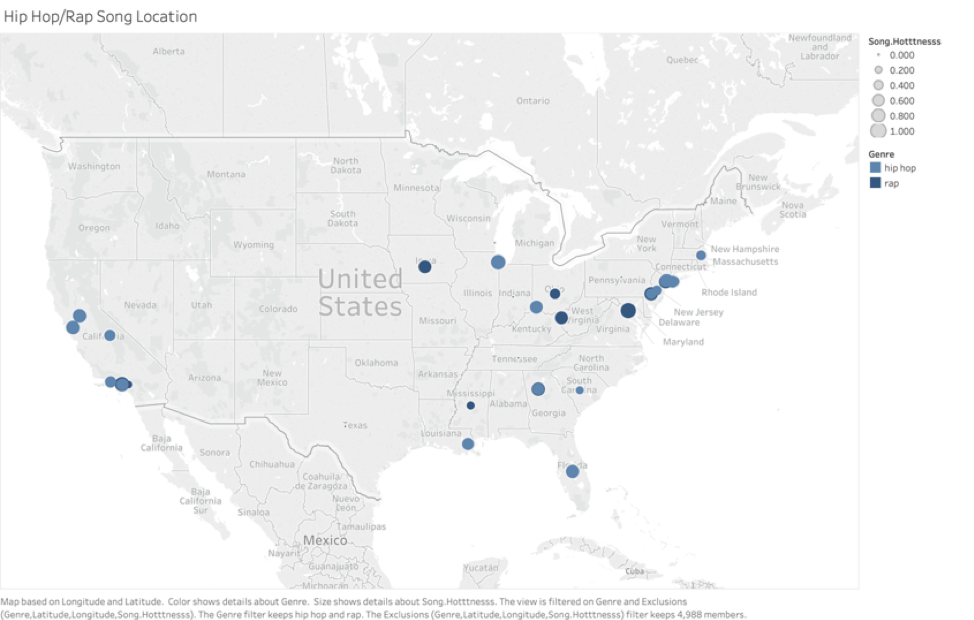 Hip Hop/Rap Song Location
Song.Hotttnesss
0.000
0.200
0.400
0.600
0.800
1.000
Genre
hip hop
rap
Alberta
Newfoundland
and
Labrador
Quebec
Ontario
Washington
Montana
North
Dakota
Minnesota
New
Brunswick
Maine
Nova
Scotia
Oregon
Idaho
South
Dakota
Wisconsin
Vermont
Wyoming
Michigan
New
York
New Hampshire
Massachusetts
United
States
Connecticut
Pennsylvania
Rhode Island
Nevada
Utah
Colorado
Illinois
Indiana
West
Virginia
New Jersey
Delaware
Missouri
Kentucky
Virginia
Maryland
Arizona
New
Mexico
Oklahoma
Arkansas
Tennessee
North
Carolina
South
Mississippi
Alabama
Georgia
Texas
Louisiana
Baja
California
Sonora
Chihuahua
Coahuila
de Zaragoza
Baja
California
Sur
Sinaloa
Nuevo
León
Tamaulipas
Mexico
Nayarit
Guanajuato
Michoacán
Yucatán
Cuba
Map based on Longitude and Latitude. Color shows details about Genre. Size shows details about Song.Hotttnesss. The view is filtered on Genre and Exclusions
(Genre,Latitude,Longitude,Song.Hotttnesss). The Genre filter keeps hip hop and rap. The Exclusions (Genre,Latitude,Longitude,Song.Hotttnesss) filter keeps 4,988 members.